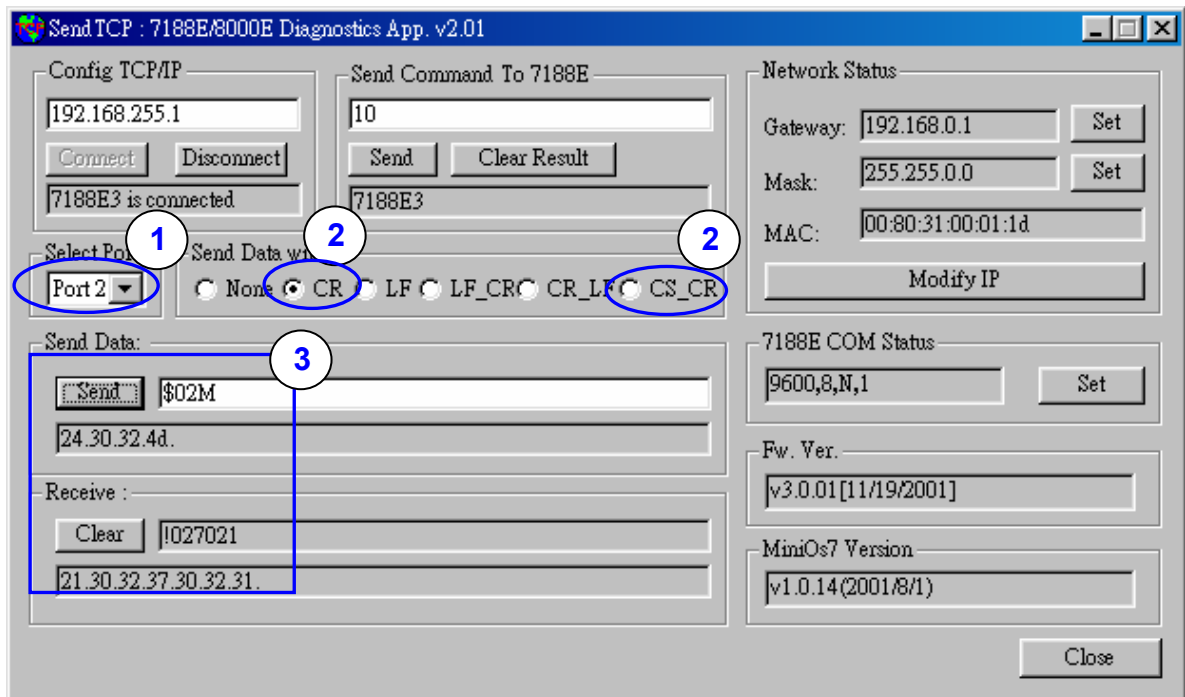 SendTCP : 7188E/8000E Diagnostics App. v2.01
Config TCP/IP
192.168.255.1
Connect Disconnect
7188E3 is connected
Send Command To 7188E
10
Send Clear Result
7188E3
Network Status
Gateway: 192.168.0.1 Set
Mask: 255.255.0.0 Set
MAC: 00:80:31:00:01:1d
Modify IP
1
2
2
Select Por
Port 2
Send Data wi
None CR LF LF_CR CR_LF CS_CR
3
Send Data:
Send $02M
24.30.32.4d.
Receive :
Clear !027021
21.30.32.37.30.32.31.
7188E COM Status
9600,8,N,1 Set
Fw. Ver.
v3.0.01[11/19/2001]
MiniOs7 Version
v1.0.14(2001/8/1)
Close